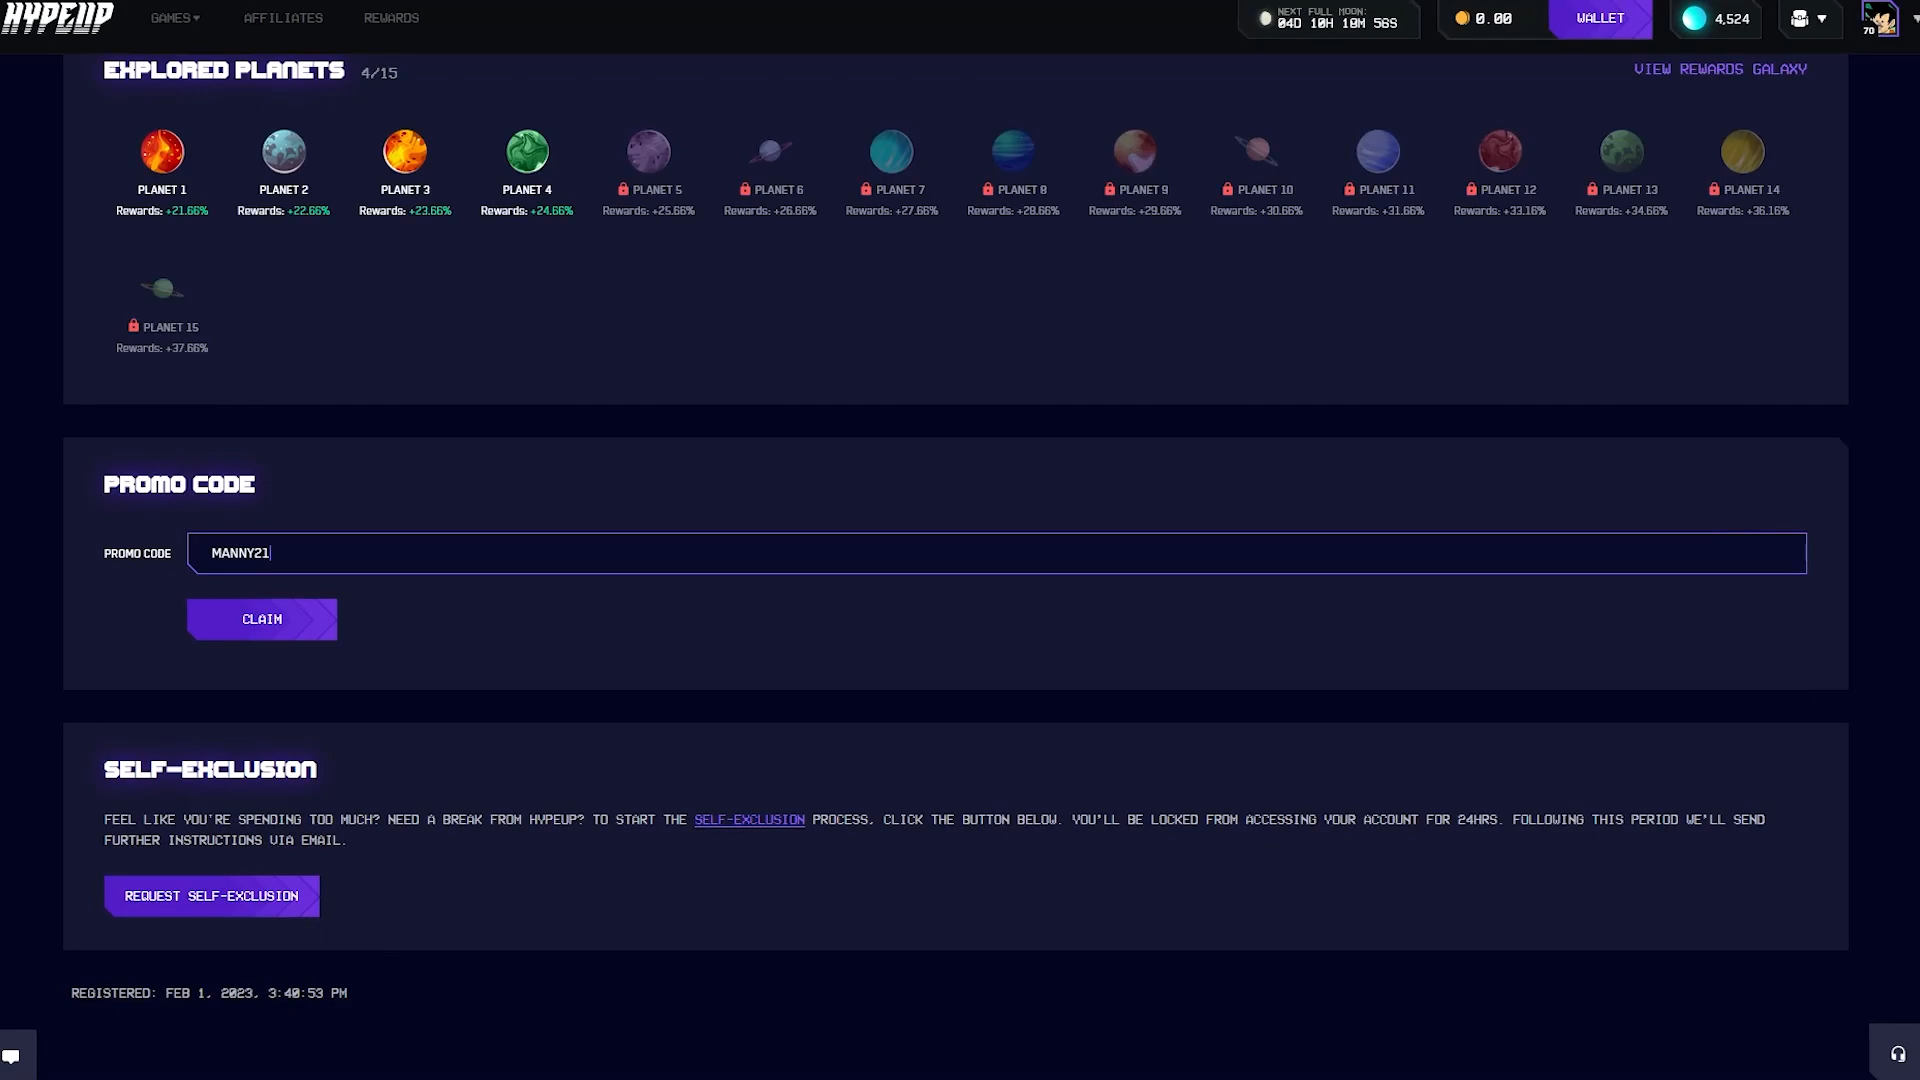 HYPEUP
GAMES
AFFILIATES
REWARDS
NEXT FULL MOON:
04D 10H 18M 56S
0.00
WALLET
4,524
70
EXPLORED PLANETS 4/15
VIEW REWARDS GALAXY
PLANET 1 PLANET 2 PLANET 3 PLANET 4 PLANET 5 PLANET 6 PLANET 7 PLANET 8 PLANET 9 PLANET 10 PLANET 11 PLANET 12 PLANET 13 PLANET 14
Rewards: +21.66% Rewards: +22.66% Rewards: +23.66% Rewards: +24.66% Rewards: +25.66% Rewards: +26.66% Rewards: +27.66% Rewards: +28.66% Rewards: +29.66% Rewards: +30.66% Rewards: +31.66% Rewards: +33.16% Rewards: +34.66% Rewards: +36.16%
PLANET 15
Rewards: +37.66%
PROMO CODE
PROMO CODE MANNY21
CLAIM
SELF-EXCLUSION
FEEL LIKE YOU'RE SPENDING TOO MUCH? NEED A BREAK FROM HYPEUP? TO START THE SELF-EXCLUSION PROCESS, CLICK THE BUTTON BELOW. YOU'LL BE LOCKED FROM ACCESSING YOUR ACCOUNT FOR 24HRS. FOLLOWING THIS PERIOD WE'LL SEND
FURTHER INSTRUCTIONS VIA EMAIL.
REQUEST SELF-EXCLUSION
REGISTERED: FEB 1, 2023, 3:40:53 PM